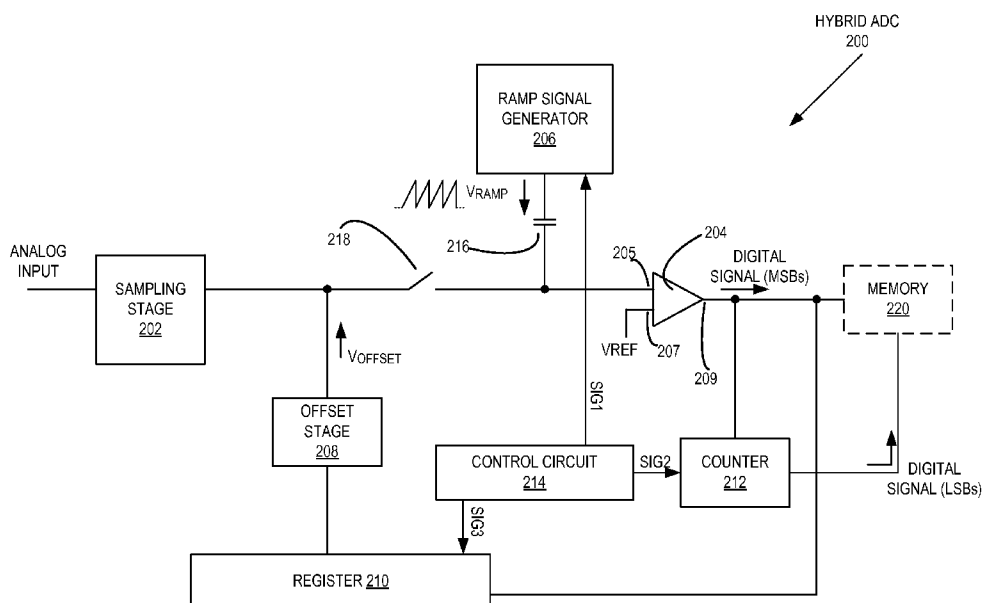 HYBRID ADC
200
RAMP SIGNAL
GENERATOR
206
VRAMP
216
218
ANALOG
INPUT
SAMPLING
STAGE
202
205
204
DIGITAL
SIGNAL (MSBs)
MEMORY
220
VREF
207
209
VOFFSET
OFFSET
STAGE
208
SIG1
CONTROL CIRCUIT
214
SIG2
COUNTER
212
DIGITAL
SIGNAL (LSBs)
SIG3
REGISTER 210